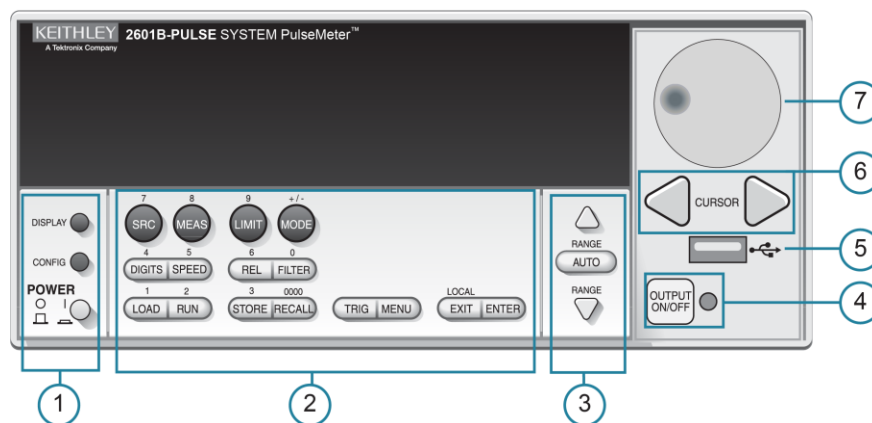 KEITHLEY 2601B-PULSE SYSTEM PulseMeter™
A Tektronix Company
7
6
5
4
DISPLAY
CONFIG
POWER
7 8 9 +/-
SRC MEAS LIMIT MODE
4 5 6 0
DIGITS SPEED REL FILTER
1 2 3 0000 LOCAL
LOAD RUN STORE RECALL TRIG MENU EXIT ENTER
RANGE
AUTO
RANGE
CURSOR
OUTPUT
ON/OFF
1 2 3